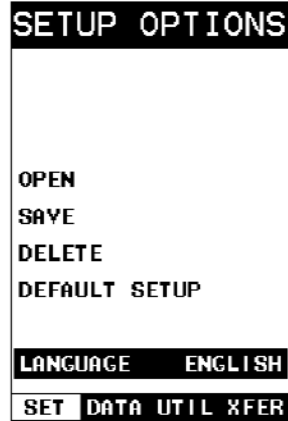 SETUP OPTIONS
OPEN
SAVE
DELETE
DEFAULT SETUP
LANGUAGE ENGLISH
SET DATA UTIL XFER